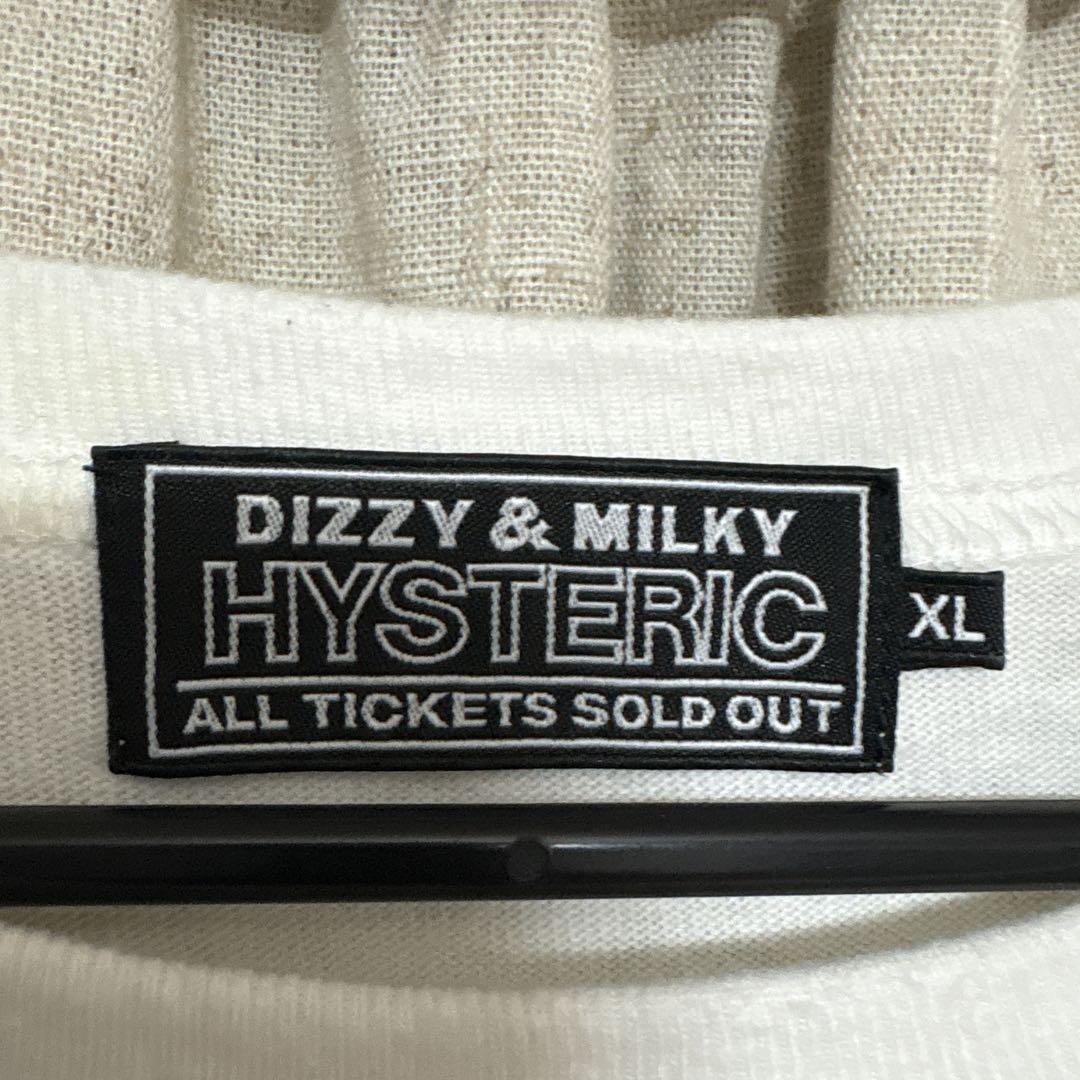 DIZZY & MILKY
HYSTERIC
ALL TICKETS SOLD OUT
XL